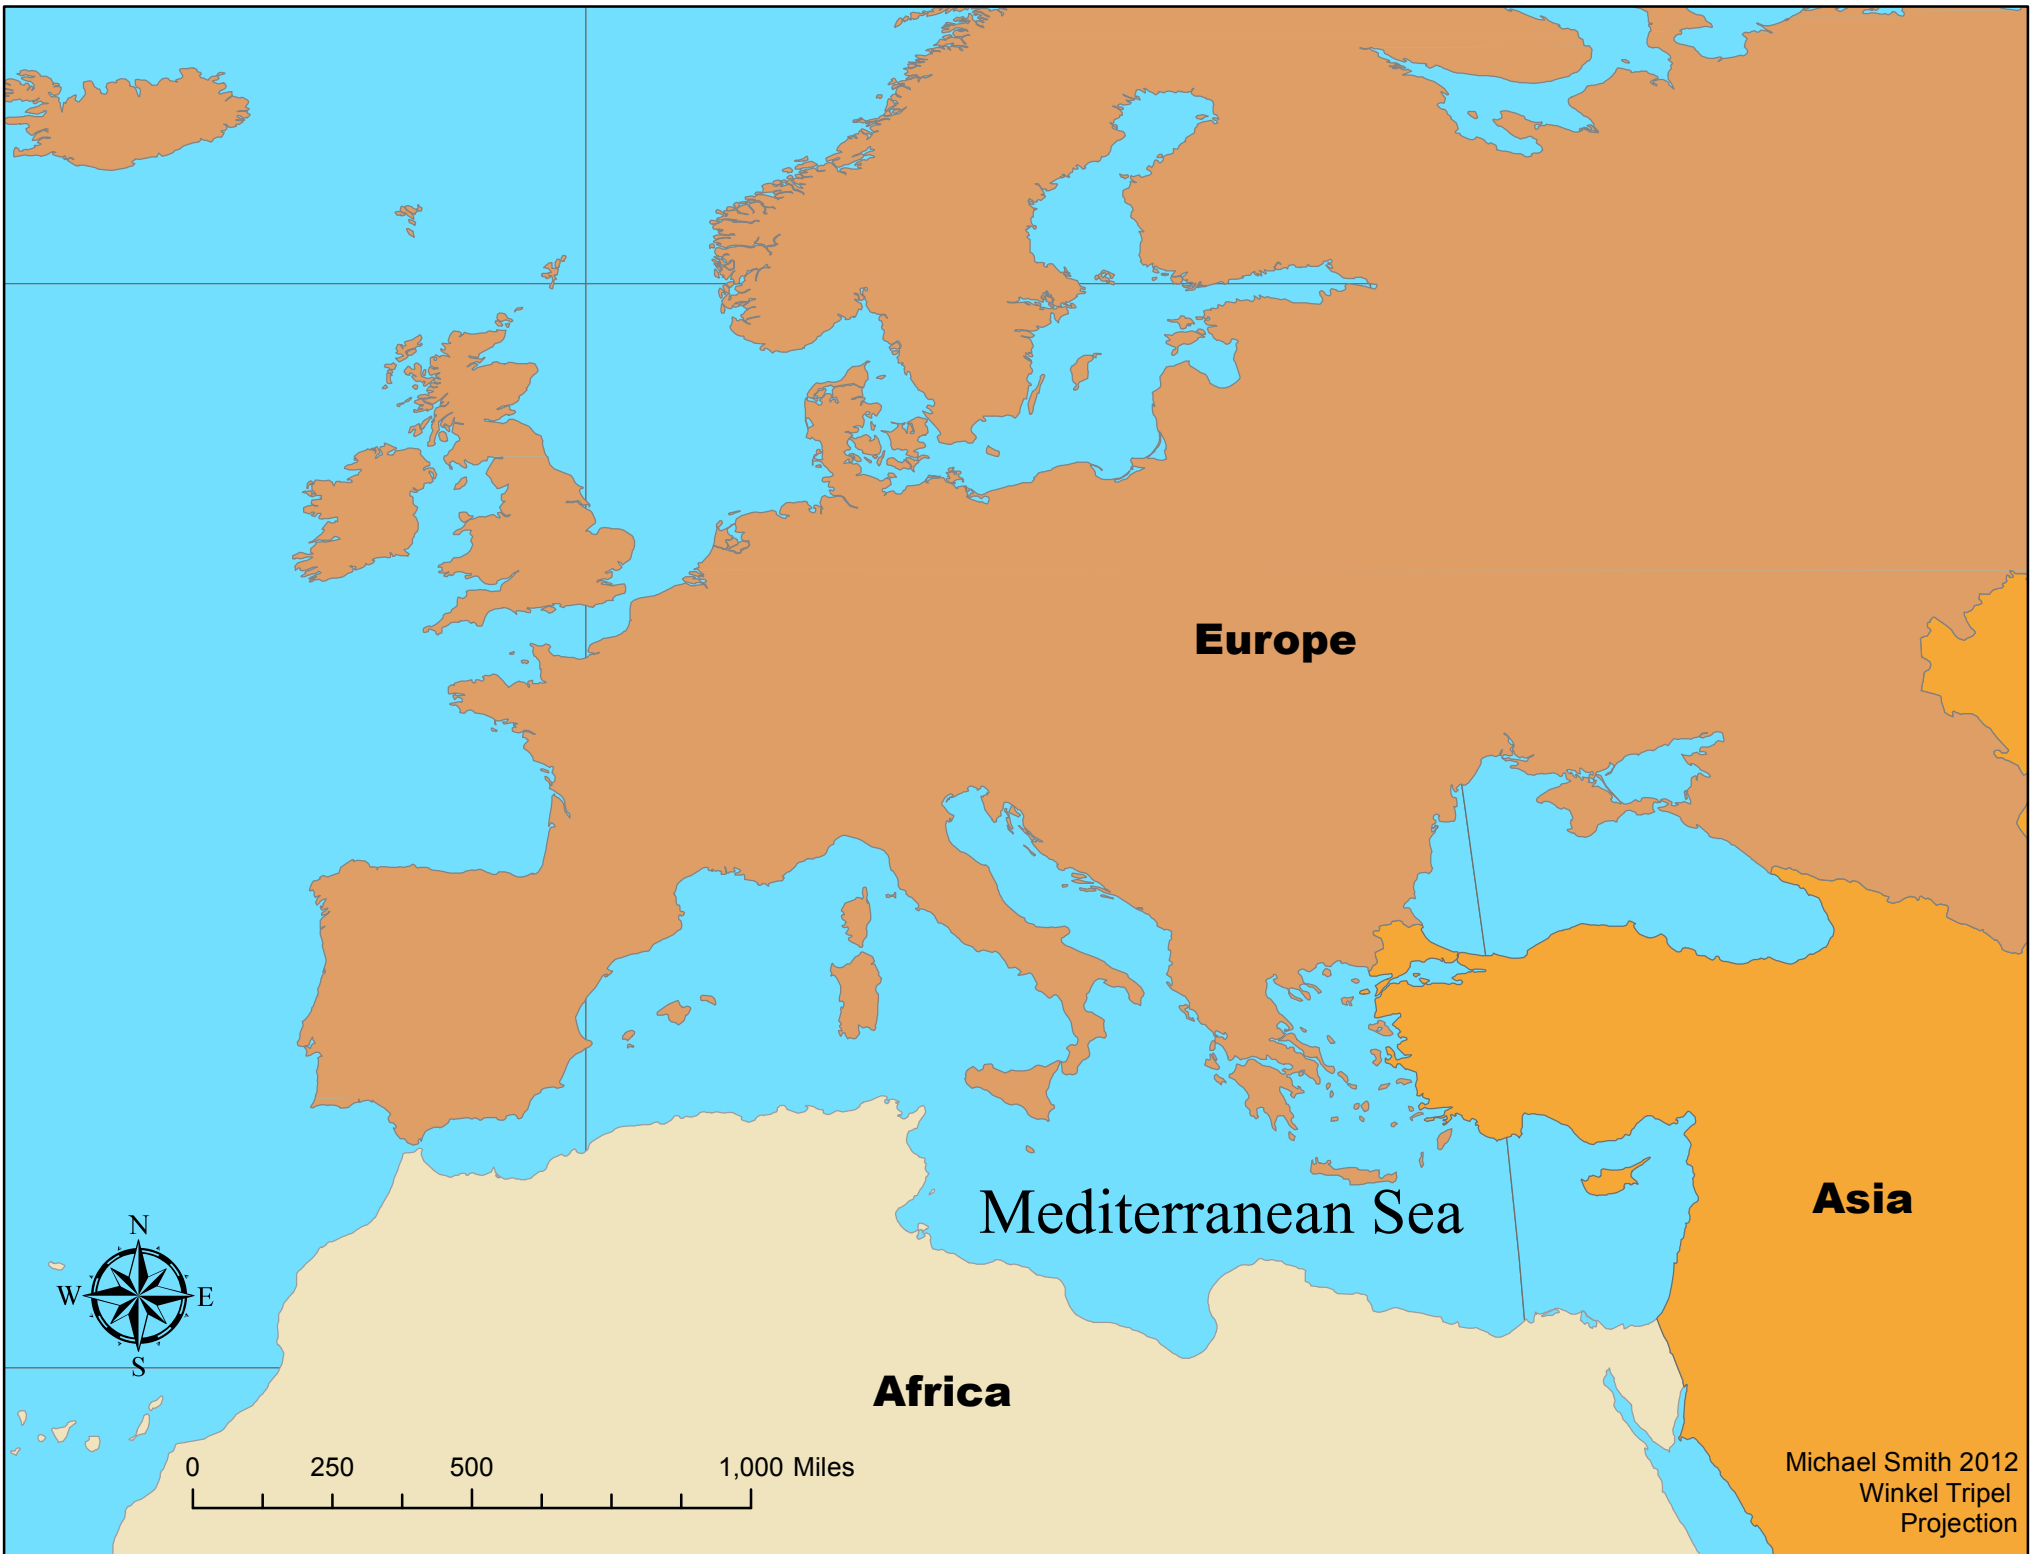 Europe
Asia
Mediterranean Sea
Africa
N
W E
S
0 250 500 1,000 Miles
Michael Smith 2012
Winkel Tripel
Projection